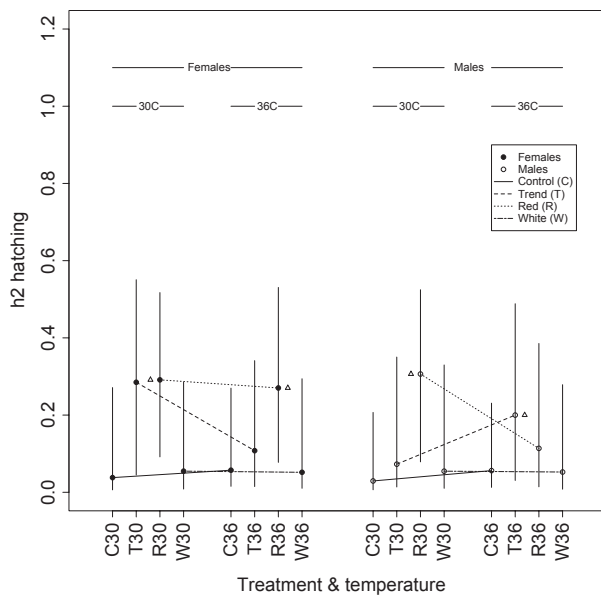 h2 hatching
1.2
1.0
0.8
0.6
0.4
0.2
0.0
Females Males
30C 36C 30C 36C
Females
Males
Control (C)
Trend (T)
Red (R)
White (W)
C30 T30 R30 W30 C36 T36 R36 W36 C30 T30 R30 W30 C36 T36 R36 W36
Treatment & temperature